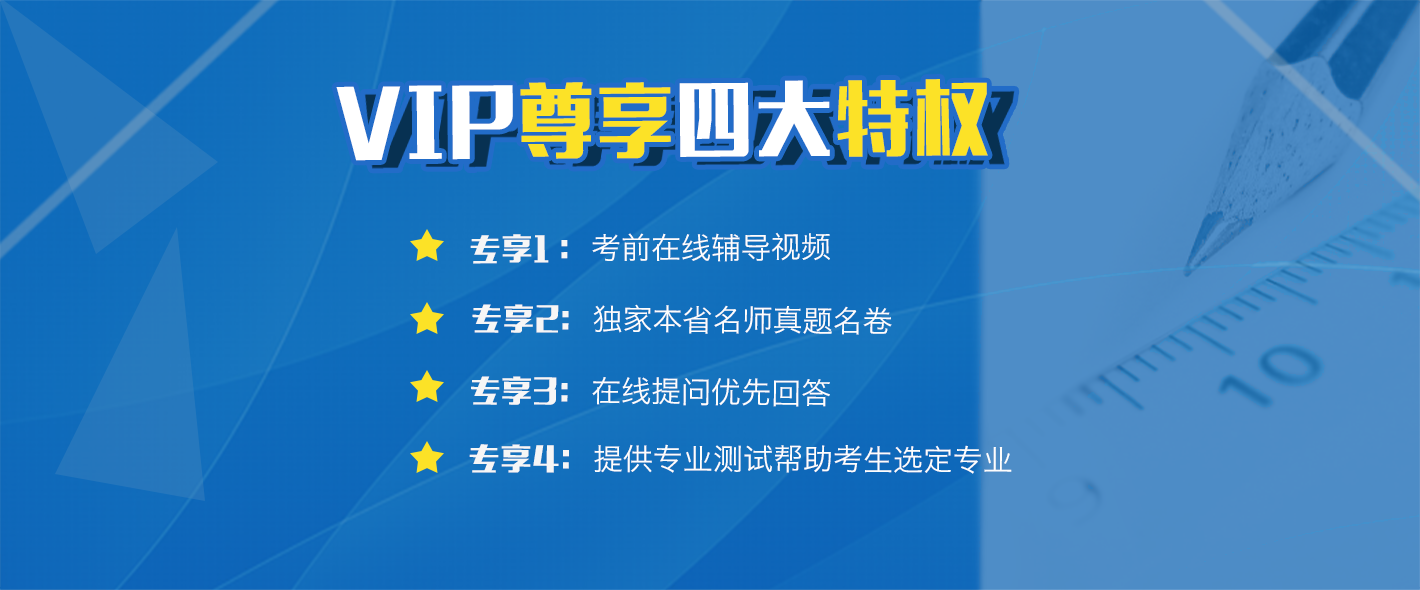 VIP尊享四大特权
专享1：考前在线辅导视频
专享2：独家本省名师真题名卷
专享3：在线提问优先回答
专享4：提供专业测试帮助考生选定专业
10
9